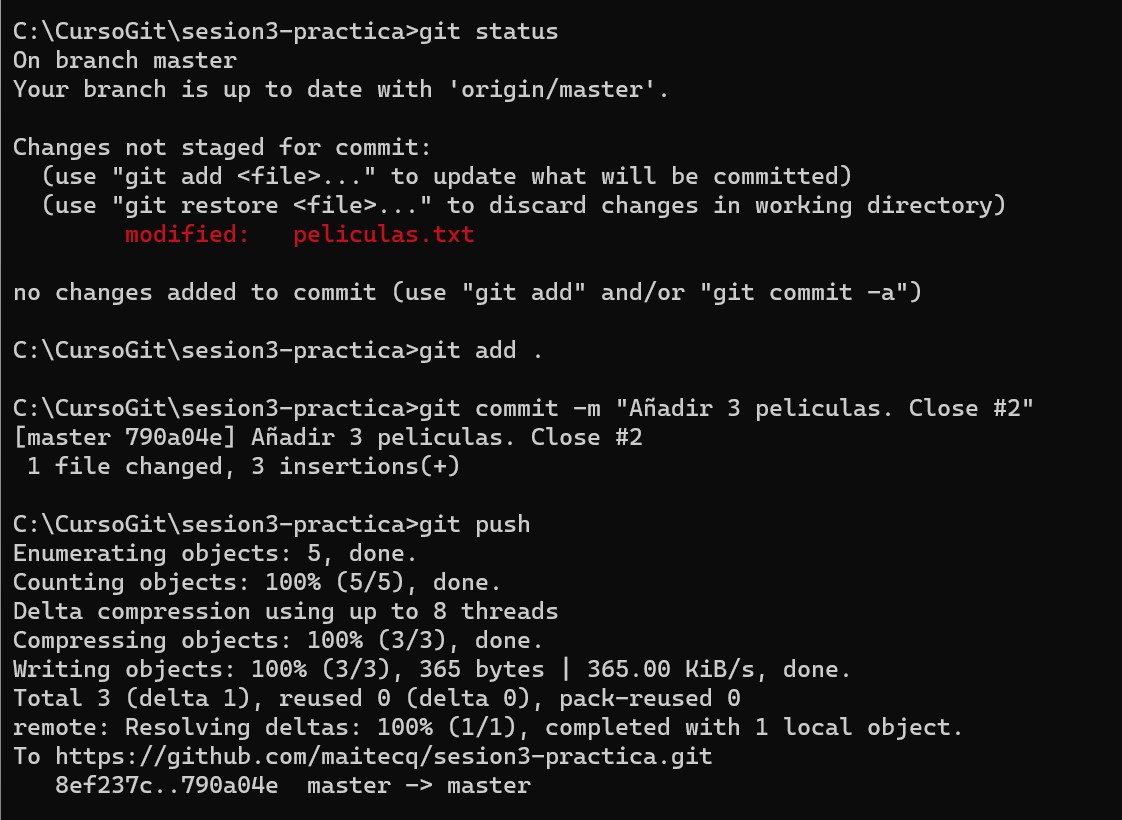 C:\CursoGit\sesion3-practica>git status
On branch master
Your branch is up to date with 'origin/master'.
Changes not staged for commit:
  (use "git add <file>..." to update what will be committed)
  (use "git restore <file>..." to discard changes in working directory)
        modified:   peliculas.txt
no changes added to commit (use "git add" and/or "git commit -a")
C:\CursoGit\sesion3-practica>git add .
C:\CursoGit\sesion3-practica>git commit -m "Añadir 3 peliculas. Close #2"
[master 790a04e] Añadir 3 peliculas. Close #2
 1 file changed, 3 insertions(+)
C:\CursoGit\sesion3-practica>git push
Enumerating objects: 5, done.
Counting objects: 100% (5/5), done.
Delta compression using up to 8 threads
Compressing objects: 100% (3/3), done.
Writing objects: 100% (3/3), 365 bytes | 365.00 KiB/s, done.
Total 3 (delta 1), reused 0 (delta 0), pack-reused 0
remote: Resolving deltas: 100% (1/1), completed with 1 local object.
To https://github.com/maitecq/sesion3-practica.git
   8ef237c..790a04e  master -> master